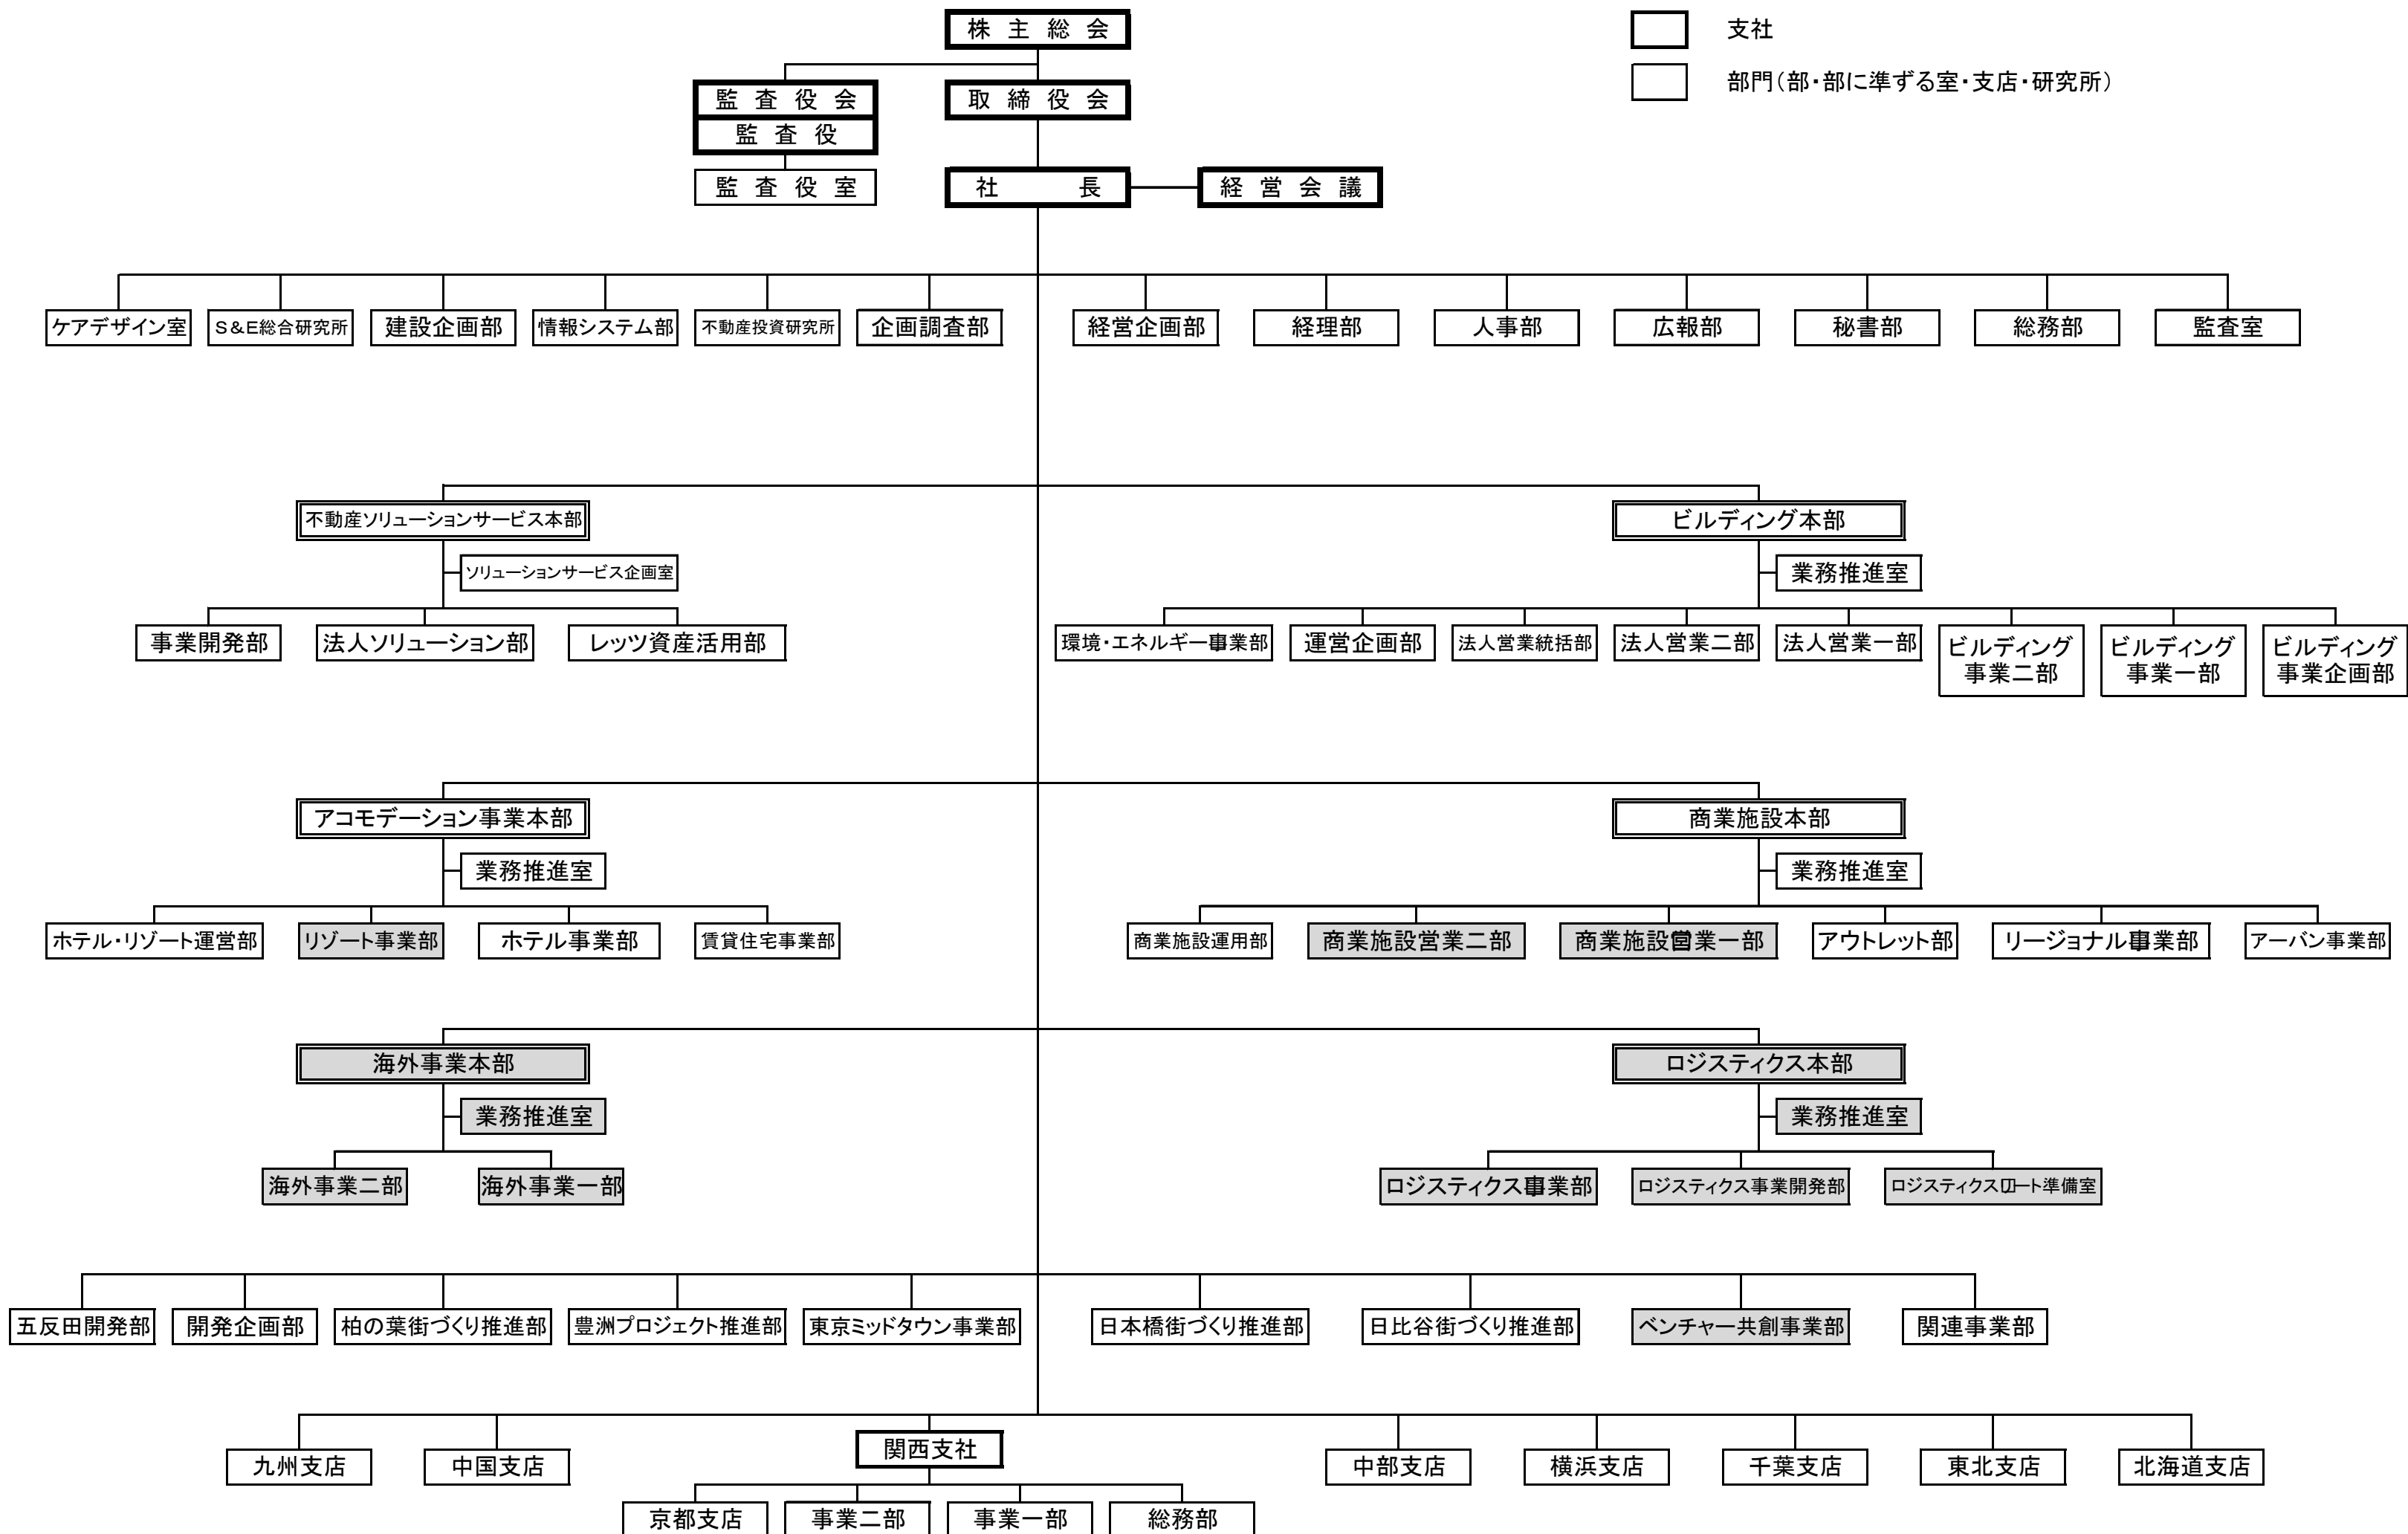 株主総会
支社
部門(部・部に準ずる室・支店・研究所)
監査役会
取締役会
監査役
監査役室
社長
経営会議
ケアデザイン室
S&E総合研究所
建設企画部
情報システム部
不動産投資研究所
企画調査部
経営企画部
経理部
人事部
広報部
秘書部
総務部
監査室
不動産ソリューションサービス本部
ビルディング本部
ソリューションサービス企画室
業務推進室
事業開発部
法人ソリューション部
レッツ資産活用部
環境・エネルギー事業部
運営企画部
法人営業統括部
法人営業二部
法人営業一部
ビルディング
事業二部
ビルディング
事業一部
ビルディング
事業企画部
アコモデーション事業本部
商業施設本部
業務推進室
業務推進室
ホテル・リゾート運営部
リゾート事業部
ホテル事業部
賃貸住宅事業部
商業施設運用部
商業施設営業二部
商業施設営業一部
アウトレット部
リージョナル事業部
アーバン事業部
海外事業本部
ロジスティクス本部
業務推進室
業務推進室
海外事業二部
海外事業一部
ロジスティクス事業部
ロジスティクス事業開発部
ロジスティクスリート準備室
五反田開発部
開発企画部
柏の葉街づくり推進部
豊洲プロジェクト推進部
東京ミッドタウン事業部
日本橋街づくり推進部
日比谷街づくり推進部
ベンチャー共創事業部
関連事業部
九州支店
中国支店
関西支社
中部支店
横浜支店
千葉支店
東北支店
北海道支店
京都支店
事業二部
事業一部
総務部